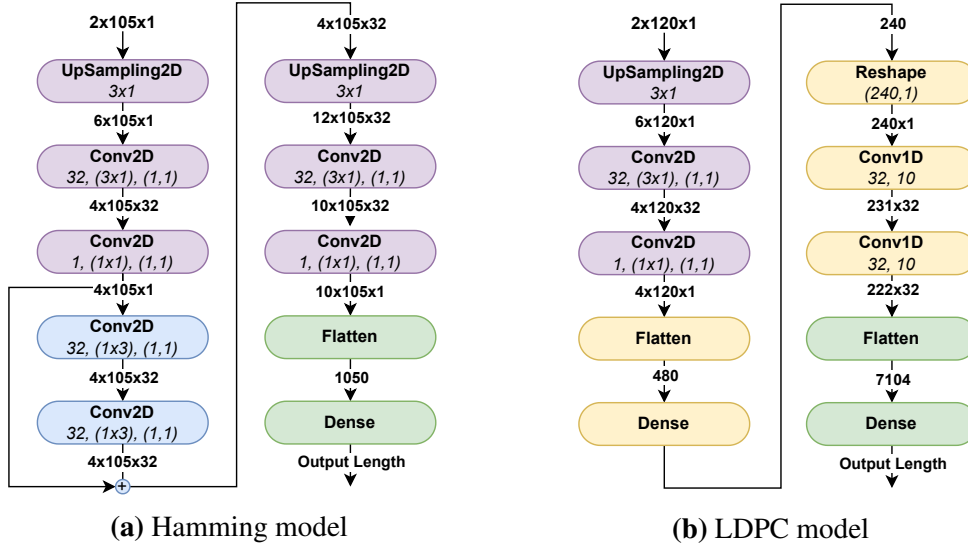 2x105x1
UpSampling2D
3x1
6x105x1
Conv2D
32, (3x1), (1,1)
4x105x32
Conv2D
1, (1x1), (1,1)
4x105x1
Conv2D
32, (1x3), (1,1)
4x105x32
Conv2D
32, (1x3), (1,1)
4x105x32
+
4x105x32
UpSampling2D
3x1
12x105x32
Conv2D
32, (3x1), (1,1)
10x105x32
Conv2D
1, (1x1), (1,1)
10x105x1
Flatten
1050
Dense
Output Length
(a) Hamming model
2x120x1
UpSampling2D
3x1
6x120x1
Conv2D
32, (3x1), (1,1)
4x120x32
Conv2D
1, (1x1), (1,1)
4x120x1
Flatten
480
Dense
240
Reshape
(240,1)
240x1
Conv1D
32, 10
231x32
Conv1D
32, 10
222x32
Flatten
7104
Dense
Output Length
(b) LDPC model